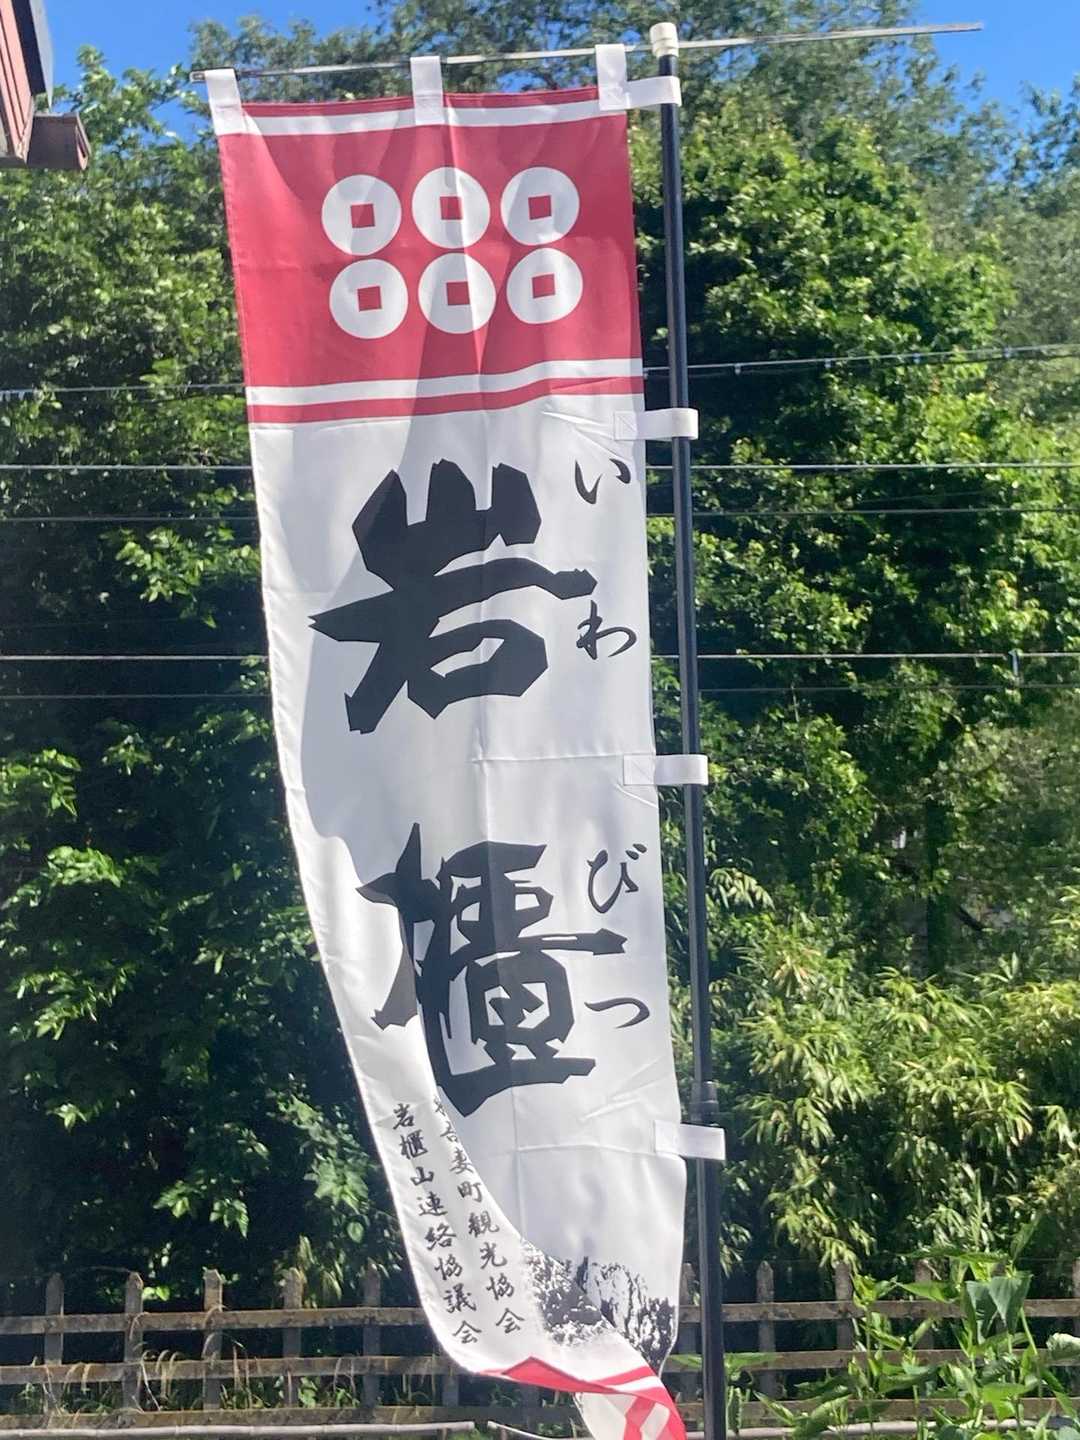 いわびつ
岩櫃
吾妻町観光協会
岩櫃山連絡協議会